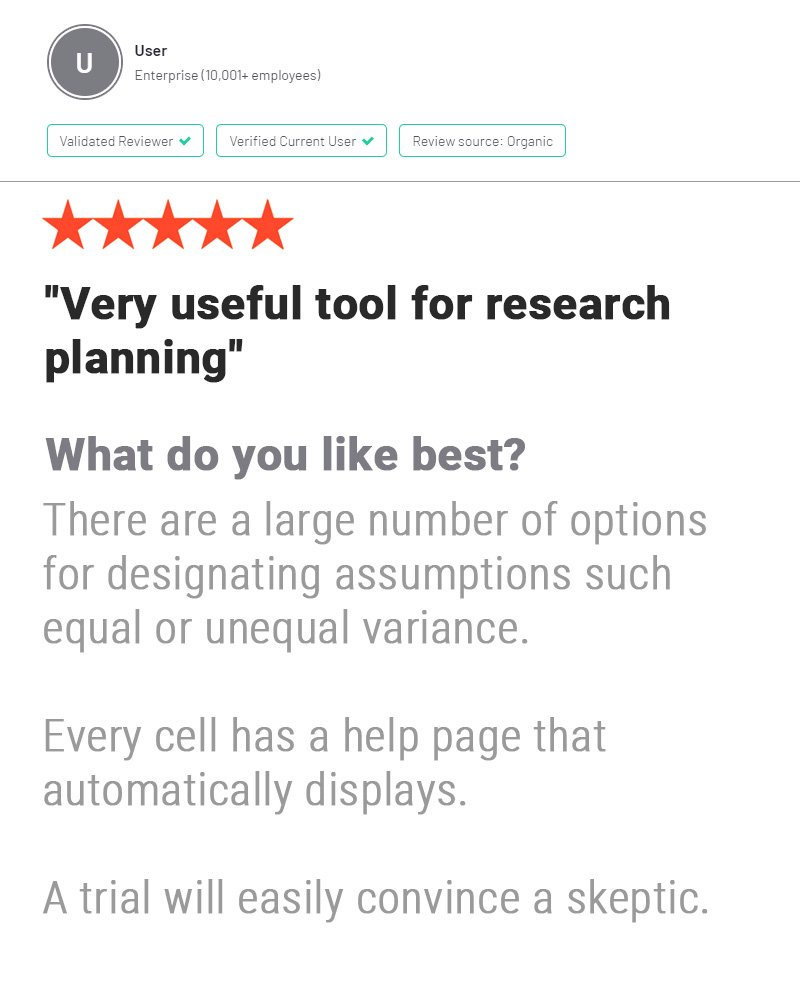 U
User
Enterprise (10,001+ employees)
Validated Reviewer
Verified Current User
Review source: Organic
"Very useful tool for research
planning"
What do you like best?
There are a large number of options
for designating assumptions such
equal or unequal variance.
Every cell has a help page that
automatically displays.
A trial will easily convince a skeptic.